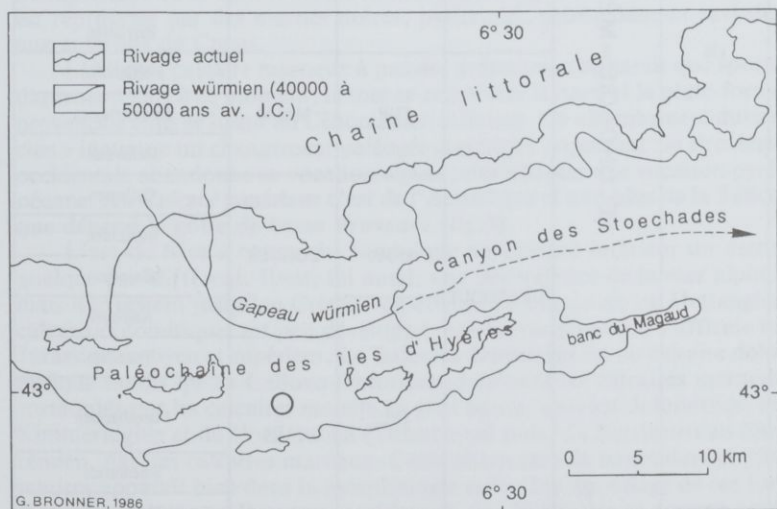 6° 30
Rivage actuel
Rivage würmien (40000 à
50000 ans av. J.C.)
Chaîne littorale
canyon des Stoechades
Gapeau würmien
banc du Magaud
Paléochaîne des îles d'Hyères
43°
43°
0 5 10 km
6° 30
G. BRONNER, 1986